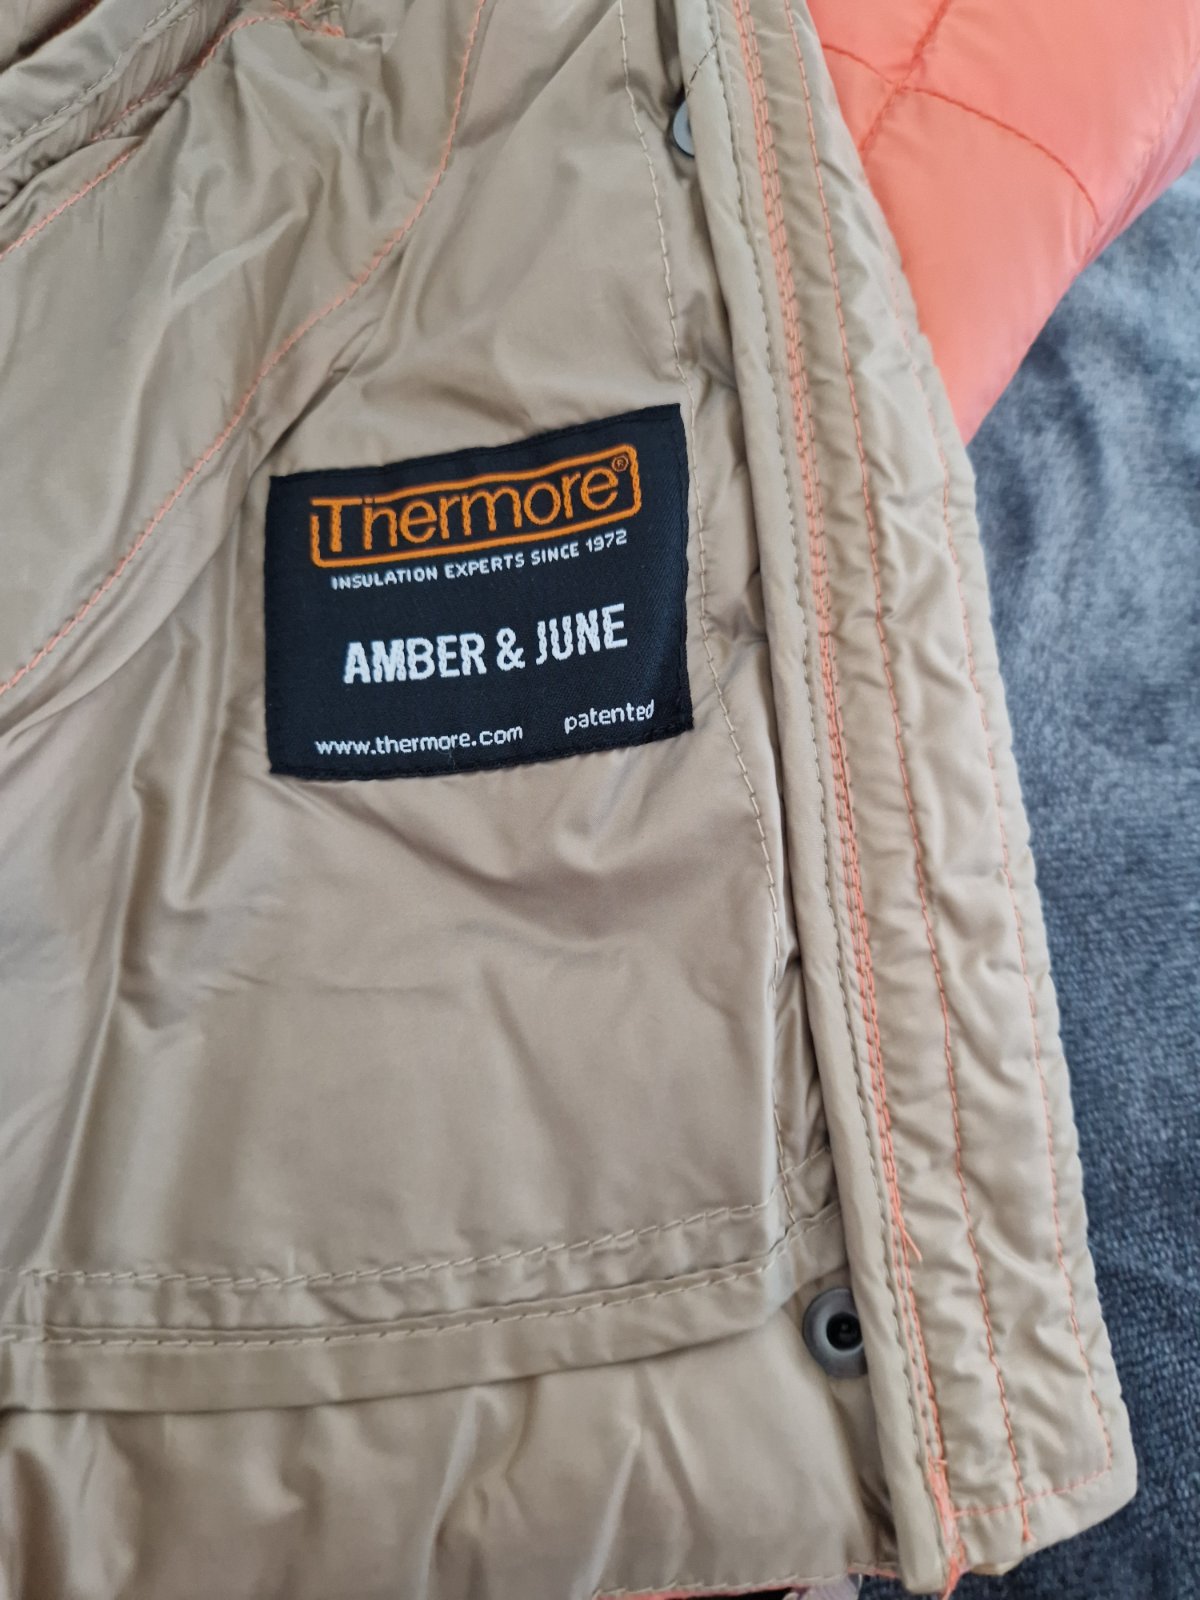 Thermore®
INSULATION EXPERTS SINCE 1972
AMBER & JUNE
www.thermore.com patented